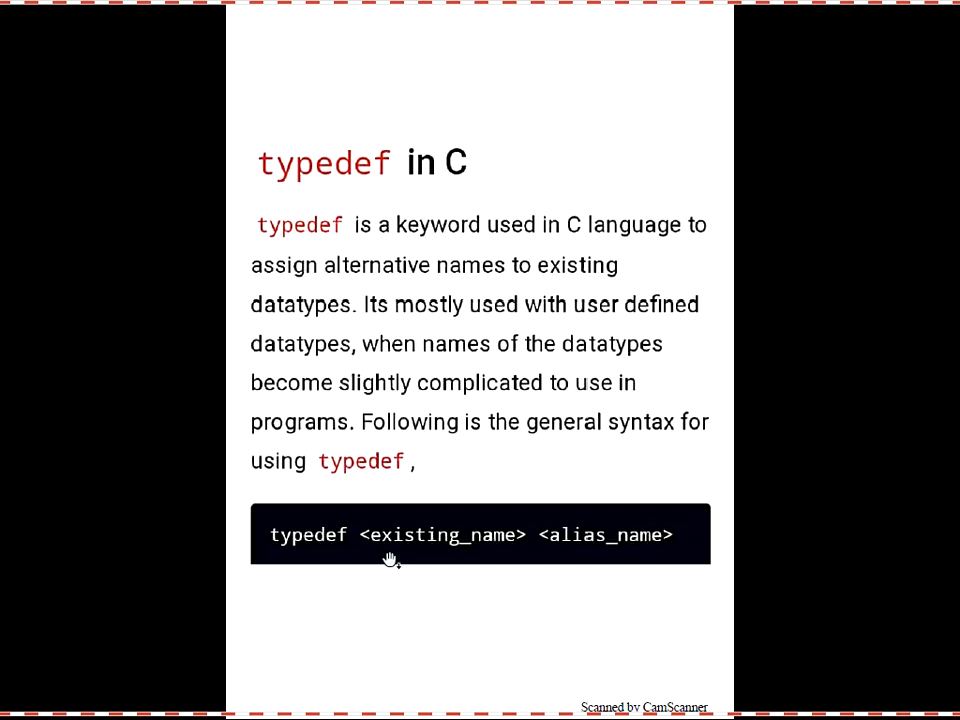 typedef in C
typedef is a keyword used in C language to
assign alternative names to existing
datatypes. Its mostly used with user defined
datatypes, when names of the datatypes
become slightly complicated to use in
programs. Following is the general syntax for
using typedef ,
typedef <existing_name> <alias_name>
Scanned by CamScanner